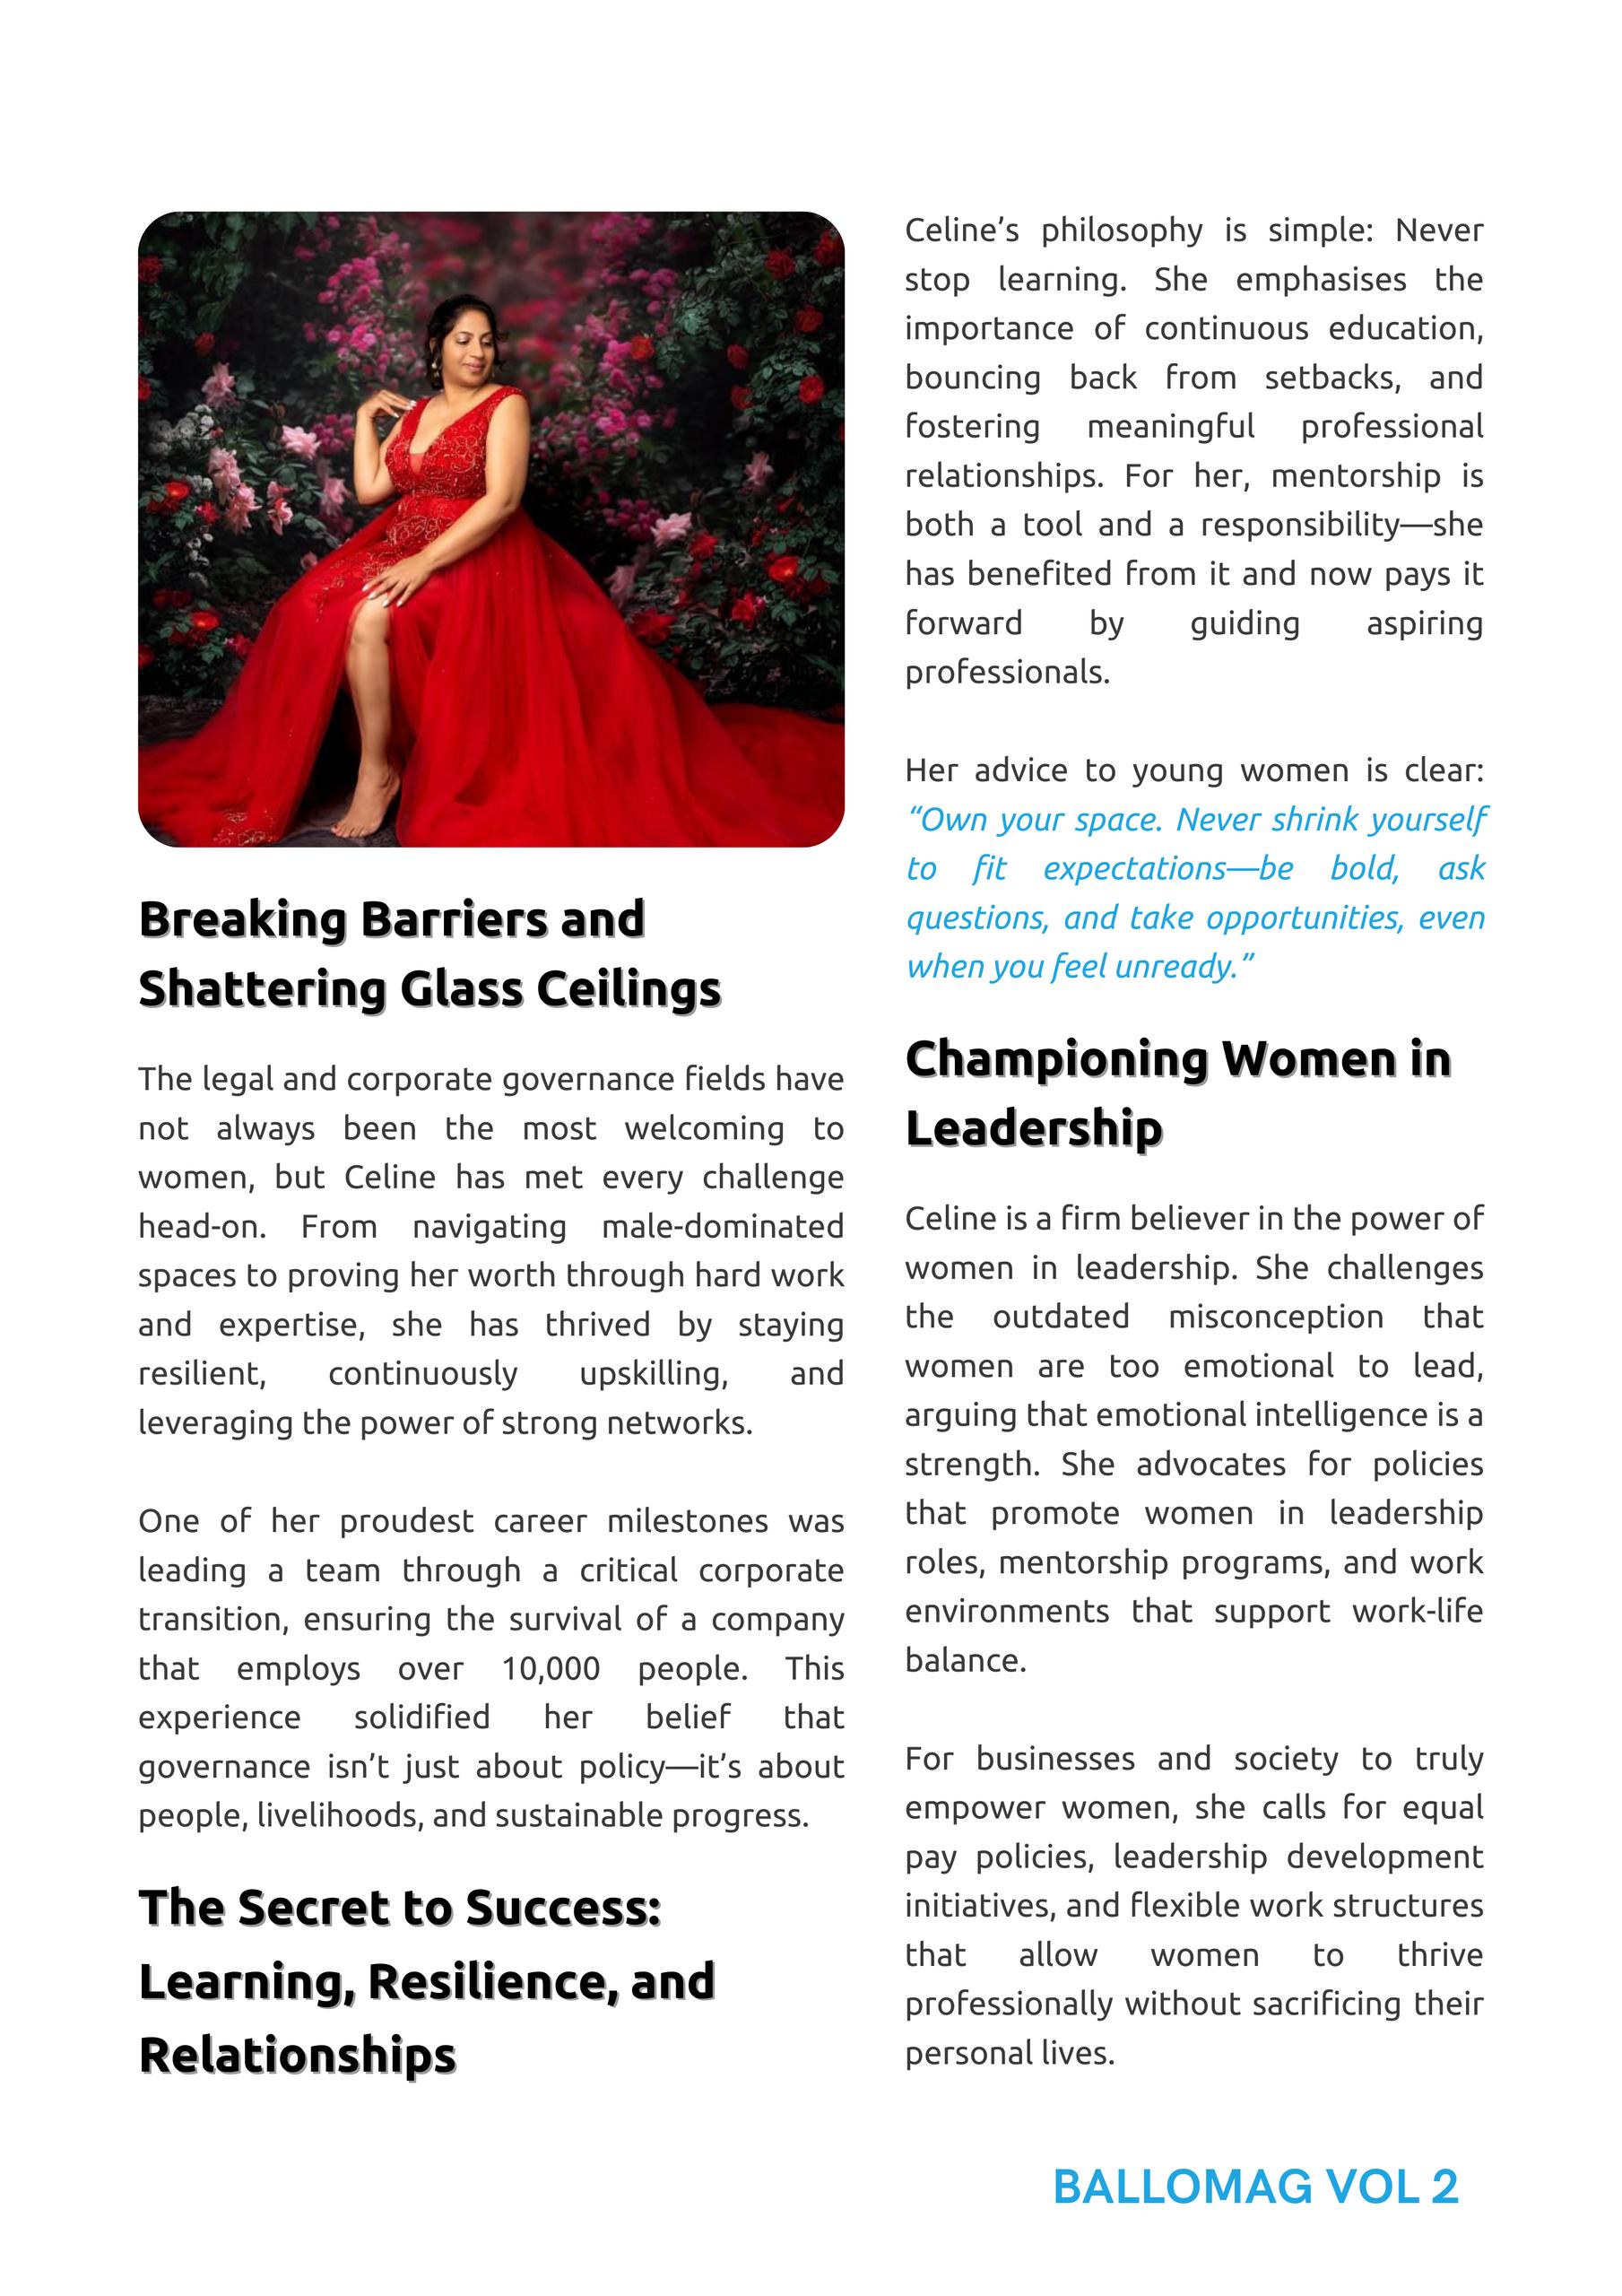 Breaking Barriers and
Shattering Glass Ceilings
The legal and corporate governance fields have
not always been the most welcoming to
women, but Celine has met every challenge
head-on. From navigating male-dominated
spaces to proving her worth through hard work
and expertise, she has thrived by staying
resilient, continuously upskilling, and
leveraging the power of strong networks.
One of her proudest career milestones was
leading a team through a critical corporate
transition, ensuring the survival of a company
that employs over 10,000 people. This
experience solidified her belief that
governance isn’t just about policy—it’s about
people, livelihoods, and sustainable progress.
The Secret to Success:
Learning, Resilience, and
Relationships
Celine’s philosophy is simple: Never
stop learning. She emphasises the
importance of continuous education,
bouncing back from setbacks, and
fostering meaningful professional
relationships. For her, mentorship is
both a tool and a responsibility—she
has benefited from it and now pays it
forward by guiding aspiring
professionals.
Her advice to young women is clear:
“Own your space. Never shrink yourself
to fit expectations—be bold, ask
questions, and take opportunities, even
when you feel unready.”
Championing Women in
Leadership
Celine is a firm believer in the power of
women in leadership. She challenges
the outdated misconception that
women are too emotional to lead,
arguing that emotional intelligence is a
strength. She advocates for policies
that promote women in leadership
roles, mentorship programs, and work
environments that support work-life
balance.
For businesses and society to truly
empower women, she calls for equal
pay policies, leadership development
initiatives, and flexible work structures
that allow women to thrive
professionally without sacrificing their
personal lives.
BALLOMAG VOL 2